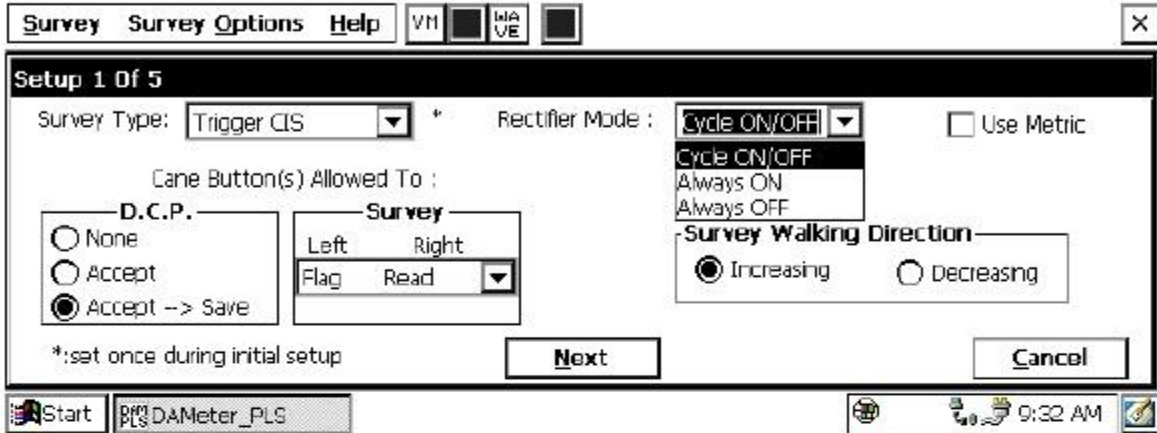 Survey Survey Options Help VM WA VE
Setup 1 Of 5
Survey Type: Trigger CIS * Rectifier Mode : Cycle ON/OFF Use Metric
Cycle ON/OFF
Always ON
Always OFF
Cane Button(s) Allowed To :
D.C.P.
None
Accept
Accept --> Save
Survey
Left Right
Flag Read
Survey Walking Direction
Increasing Decreasing
*:set once during initial setup Next Cancel
Start DAMeter_PLS 9:32 AM